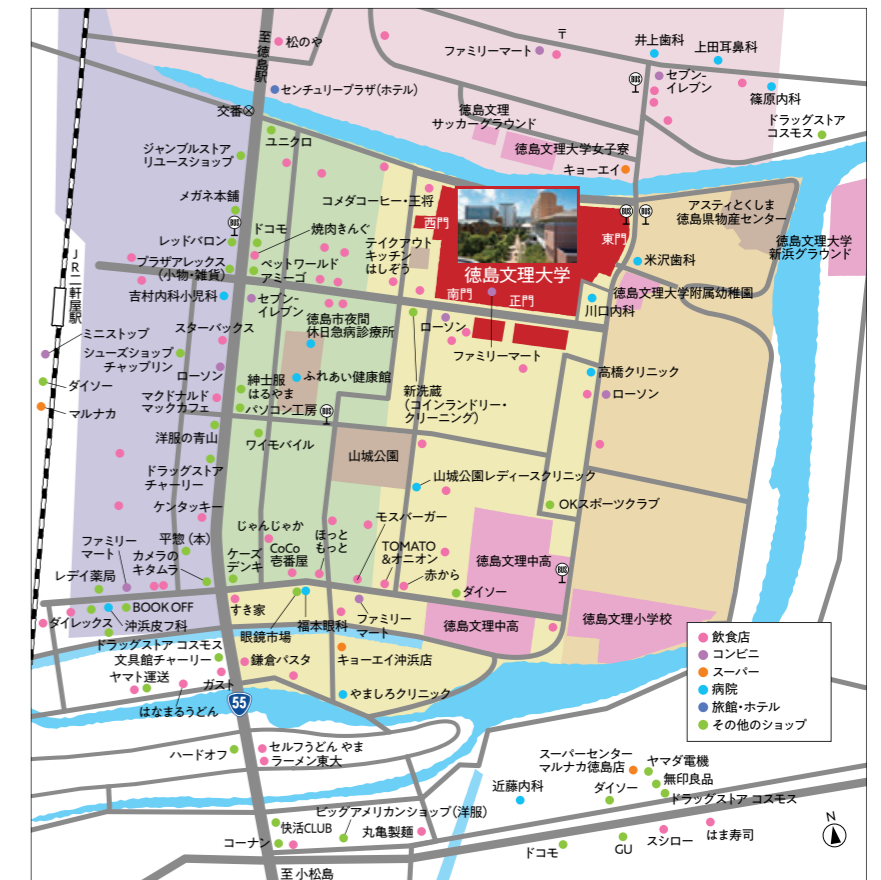 至徳島駅
松のや
ファミリーマート
〒
井上歯科
上田耳鼻科
BUS
セブン-
イレブン
篠原内科
ドラッグストア
コスモス
センチュリープラザ(ホテル)
交番
徳島文理
サッカーグラウンド
徳島文理大学女子寮
キョーエイ
ユニクロ
ジャンブルストア
リユースショップ
メガネ本舗
BUS
コメダコーヒー・王将
西門
東門
BUS
BUS
アスティとくしま
徳島県物産センター
徳島文理大学
新浜グラウンド
レッドバロン
ドコモ
焼肉きんぐ
テイクアウト
キッチン
はしぞう
プラザアレックス
(小物・雑貨)
ペットワールド
アミーゴ
徳島文理大学
南門
正門
米沢歯科
徳島文理大学附属幼稚園
川口内科
JR二軒屋駅
吉村内科小児科
セブン-
イレブン
徳島市夜間
休日急病診療所
ローソン
ファミリーマート
ミニストップ
スターバックス
シューズショップ
チャップリン
ローソン
ダイソー
マルナカ
マクドナルド
マックカフェ
紳士服
はるやま
パソコン工房
BUS
ふれあい健康館
新洗蔵
(コインランドリー・
クリーニング)
高橋クリニック
ローソン
洋服の青山
ワイモバイル
山城公園
ドラッグストア
チャーリー
山城公園レディースクリニック
ケンタッキー
OKスポーツクラブ
じゃんじゃか
ほっと
もっと
モスバーガー
ファミリー
マート
平惣(本)
カメラの
キタムラ
ケーズ
デンキ
CoCo
壱番屋
TOMATO
&オニオン
赤から
徳島文理中高
BUS
レデイ薬局
ダイソー
BOOK OFF
ダイレックス
沖浜皮フ科
すき家
眼鏡市場
福本眼科
ファミリー
マート
徳島文理中高
徳島文理小学校
ドラッグストア コスモス
文具館チャーリー
鎌倉パスタ
キョーエイ沖浜店
ヤマト運送
ガスト
はなまるうどん
55
やましろクリニック
飲食店
コンビニ
スーパー
病院
旅館・ホテル
その他のショップ
ハードオフ
セルフうどん やま
ラーメン東大
スーパーセンター
マルナカ徳島店
ヤマダ電機
無印良品
近藤内科
ダイソー
ドラッグストア コスモス
ビッグアメリカンショップ(洋服)
快活CLUB
丸亀製麺
コーナン
ドコモ
GU
スシロー
はま寿司
N
至 小松島